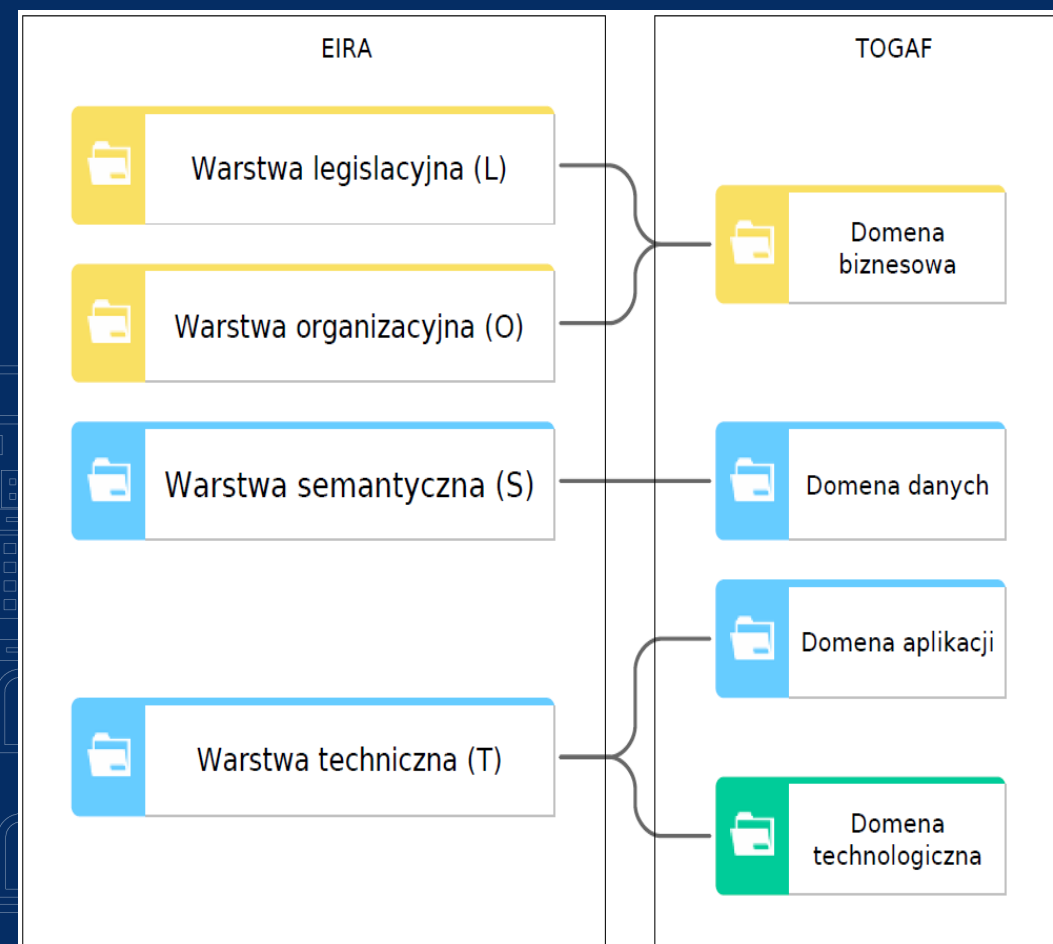 EIRA
TOGAF
Warstwa legislacyjna (L)
Warstwa organizacyjna (O)
Warstwa semantyczna (S)
Warstwa techniczna (T)
Domena
biznesowa
Domena danych
Domena aplikacji
Domena
technologiczna